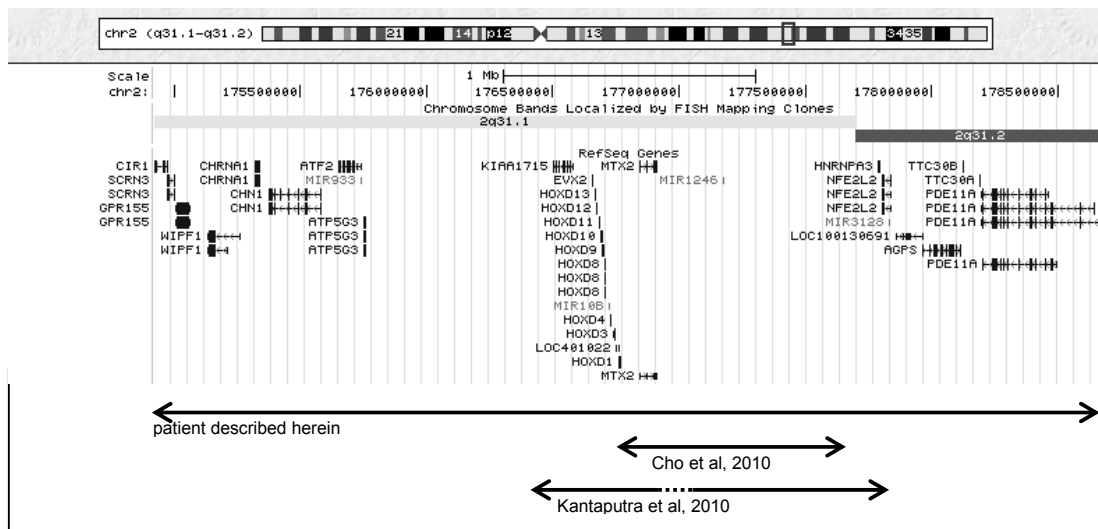 chr2 (q31.1-q31.2) 21 14 p12 13 34 35
Scale 1 Mb
chr2: 175500000 176000000 176500000 177000000 177500000 178000000 178500000
Chromosome Bands Localized by FISH Mapping Clones
2q31.1
2q31.2
RefSeq Genes
CIR1 CHRNA1 ATF2 KIAA1715 MTX2 HNRNPA3 TTC30B
SCRN3 CHRNA1 MIR933 EVX2 MIR1246 NFE2L2 TTC30A
SCRN3 CHN1 HOXD13 NFE2L2 PDE11A
GPR155 CHN1 HOXD12 NFE2L2 PDE11A
GPR155 ATP5G3 HOXD11 MIR3128 PDE11A
WIPF1 ATP5G3 HOXD10 LOC100130691
WIPF1 ATP5G3 HOXD9 AGPS
HOXD8 PDE11A
HOXD8
HOXD8
MIR10B
HOXD4
HOXD3
LOC401022
HOXD1
MTX2
patient described herein
Cho et al, 2010
Kantaputra et al, 2010